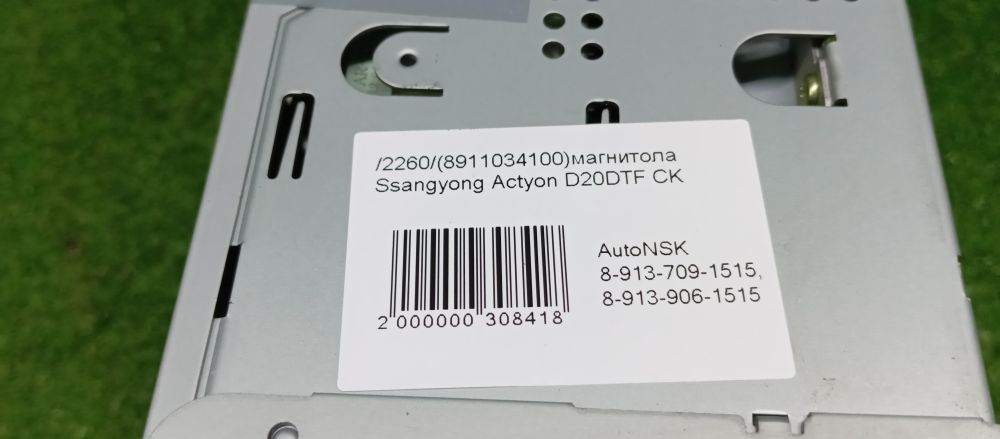 /2260/(8911034100)магнитола
Ssangyong Actyon D20DTF CK
AutoNSK
8-913-709-1515,
8-913-906-1515
2 000000 308418